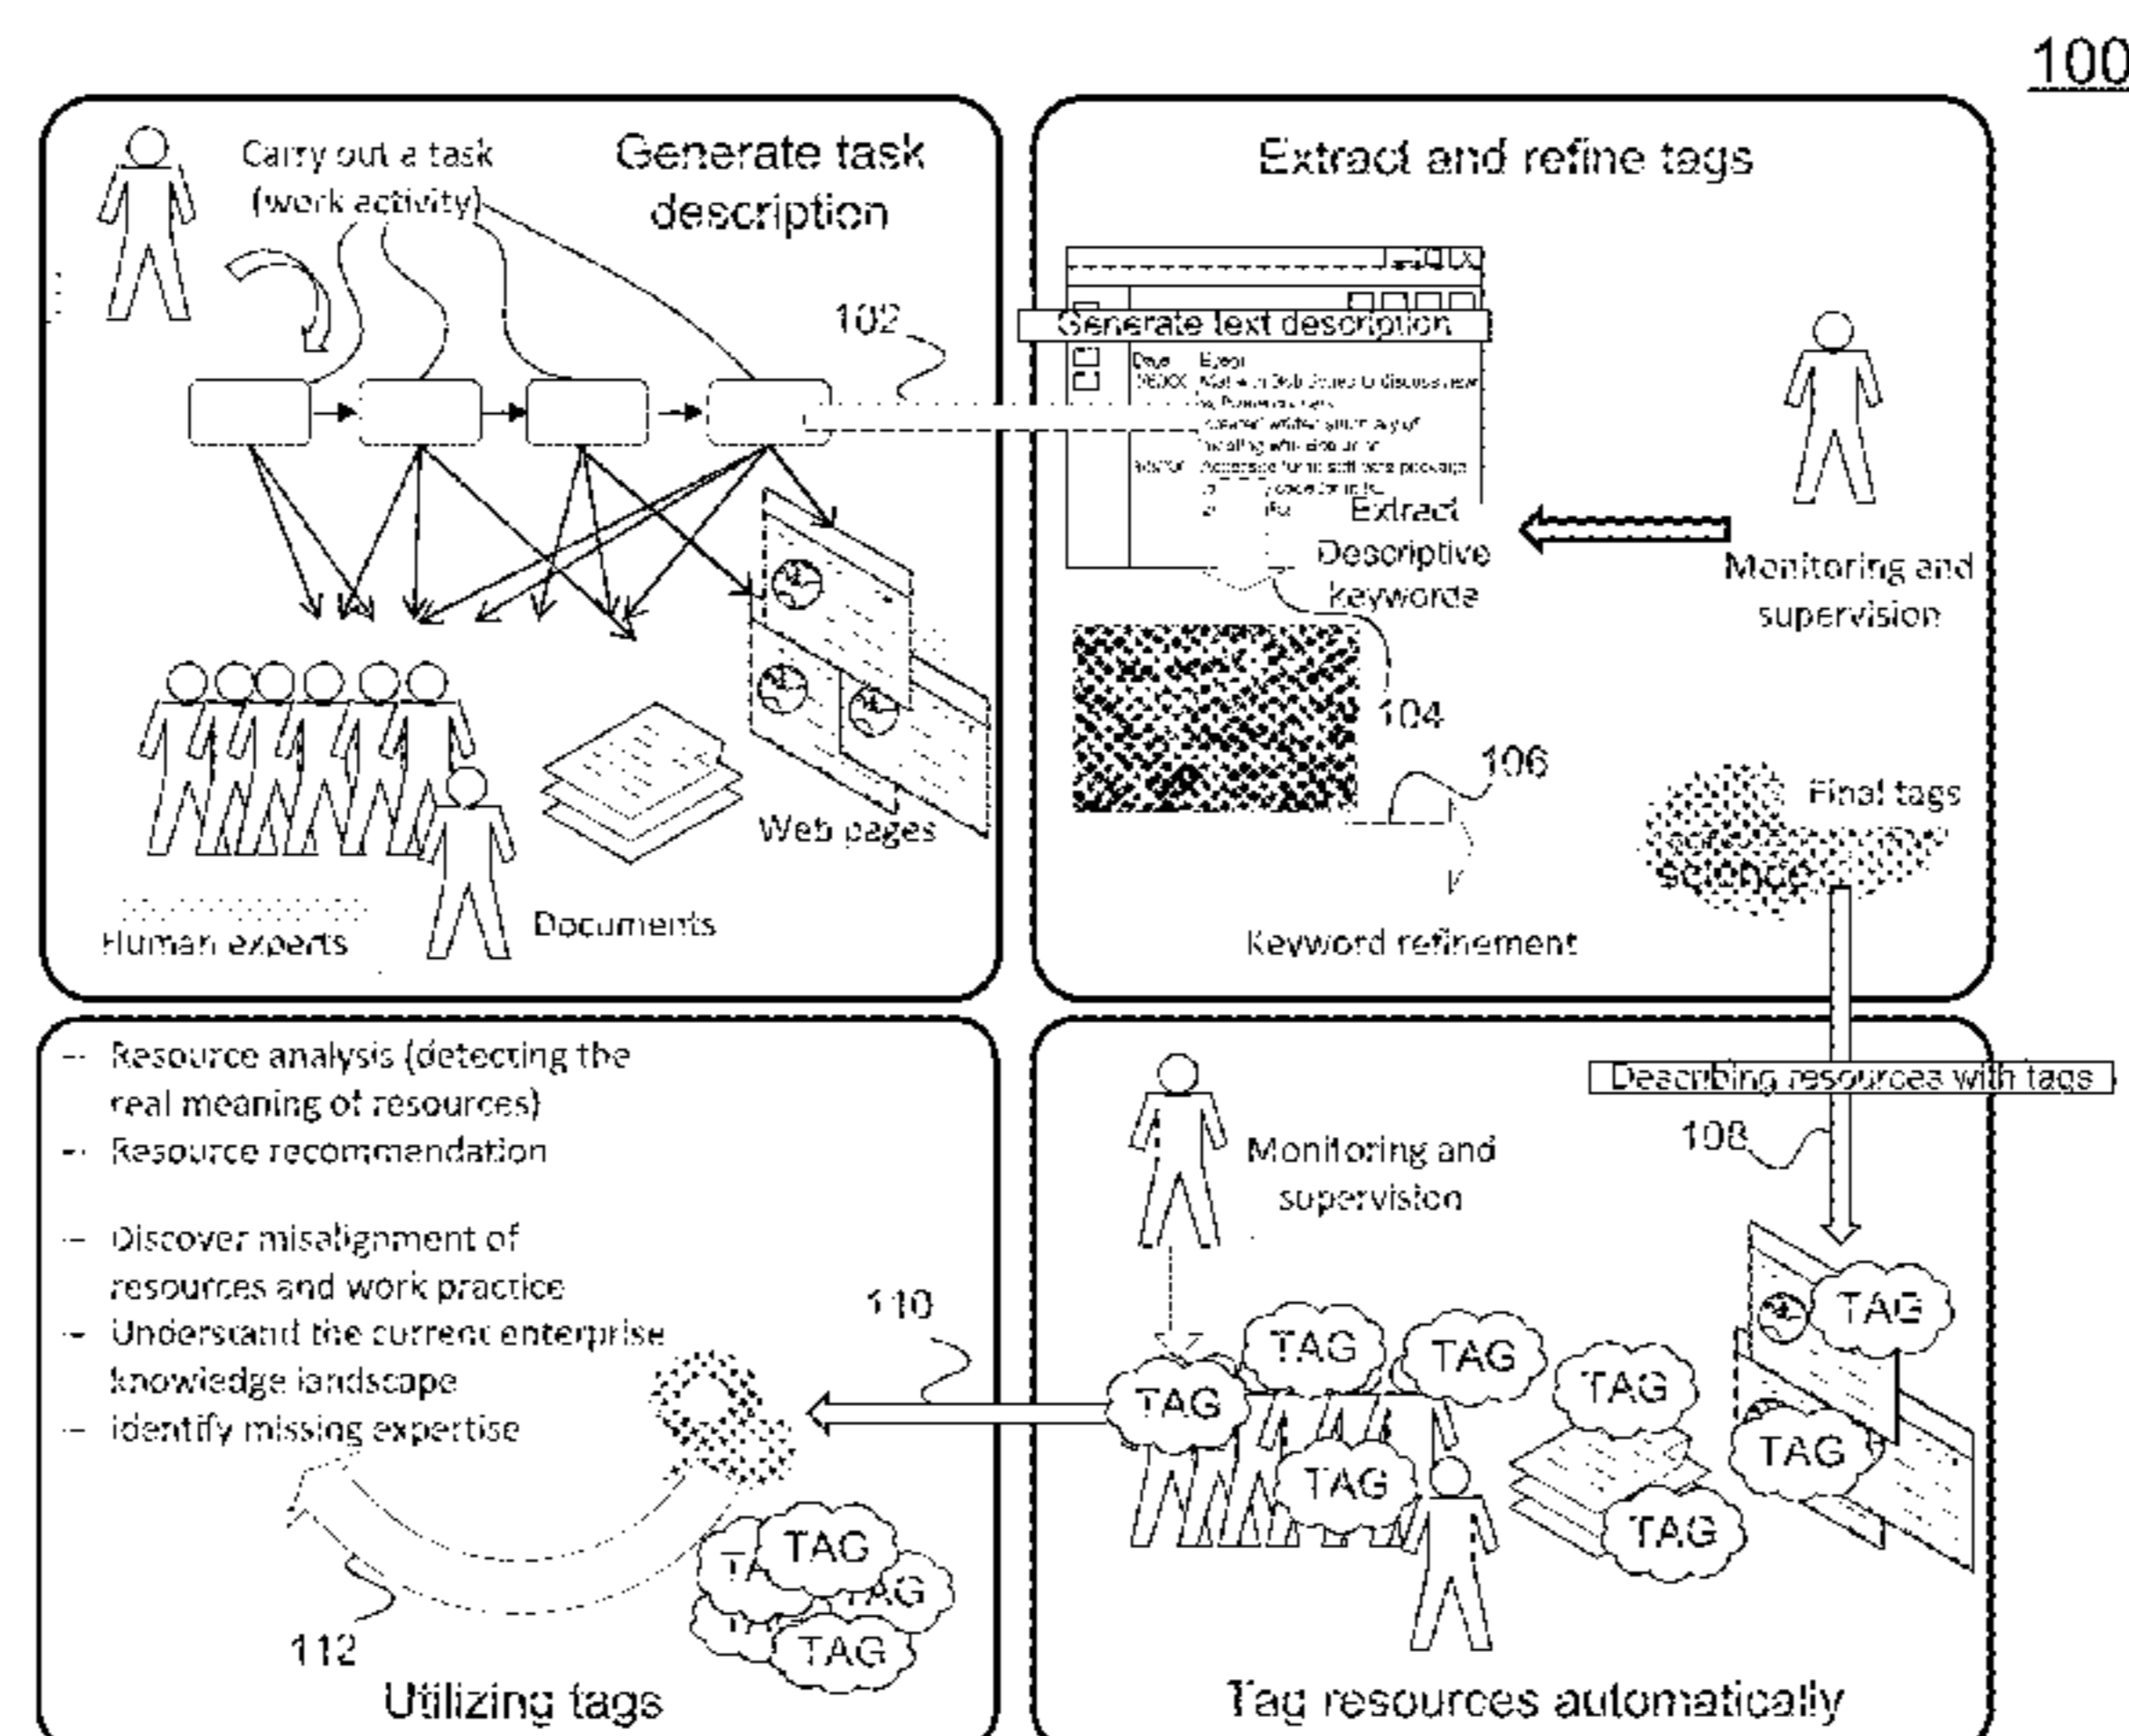 100
Carry out a task
(work activity)
Generate task
description
102
Human experts
Documents
Web pages
Extract and refine tags
Generate text description
Extract
Descriptive
keywords
104
106
Monitoring and
supervision
Final tags
science
Keyword refinement
Describing resources with tags
108
Monitoring and
supervision
TAG
TAG
TAG
TAG
TAG
TAG
TAG
TAG
Tag resources automatically
110
-- Resource analysis (detecting the
real meaning of resources)
-- Resource recommendation
-- Discover misalignment of
resources and work practice
-- Understand the current enterprise
knowledge landscape
-- identify missing expertise
112
TAG
TAG
Utilizing tags